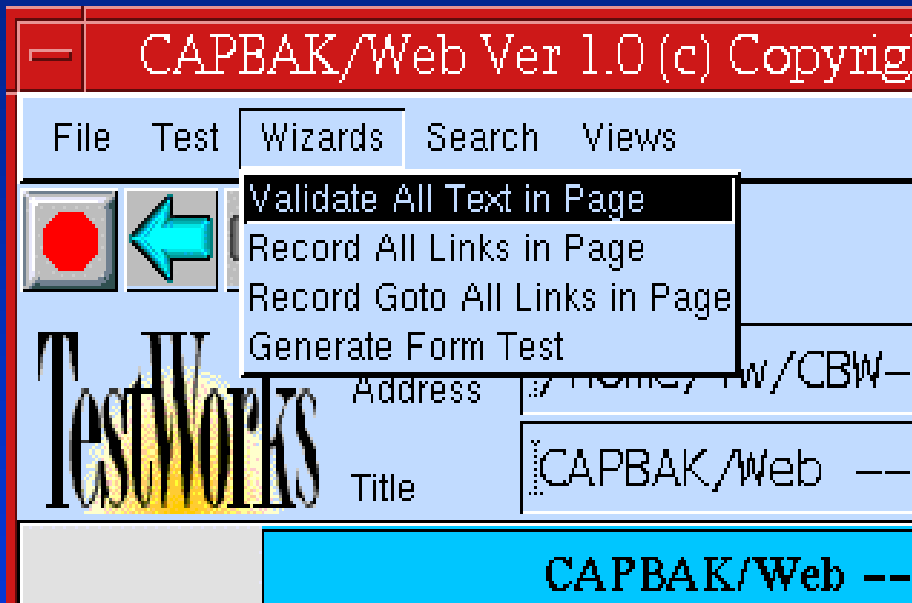 CAPBAK/Web Ver 1.0 (c) Copyrig
File Test Wizards Search Views
Validate All Text in Page
Record All Links in Page
Record Goto All Links in Page
Generate Form Test
TestWorks
Address
/CBW-
Title CAPBAK/Web --
CAPBAK/Web --